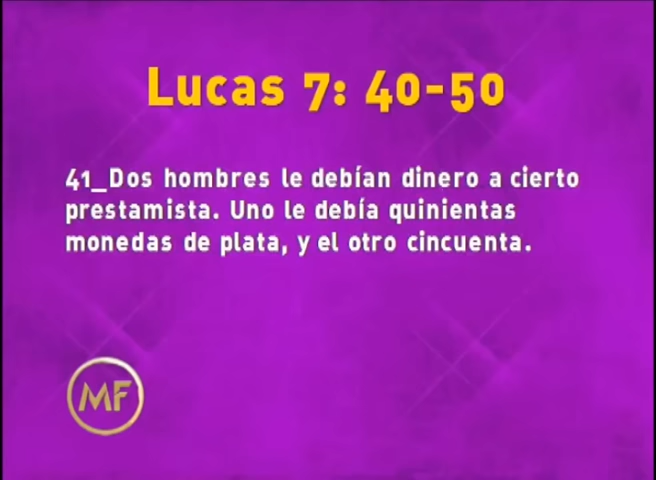 Lucas 7: 40-50
41_Dos hombres le debían dinero a cierto
prestamista. Uno le debía quinientas
monedas de plata, y el otro cincuenta.
MF